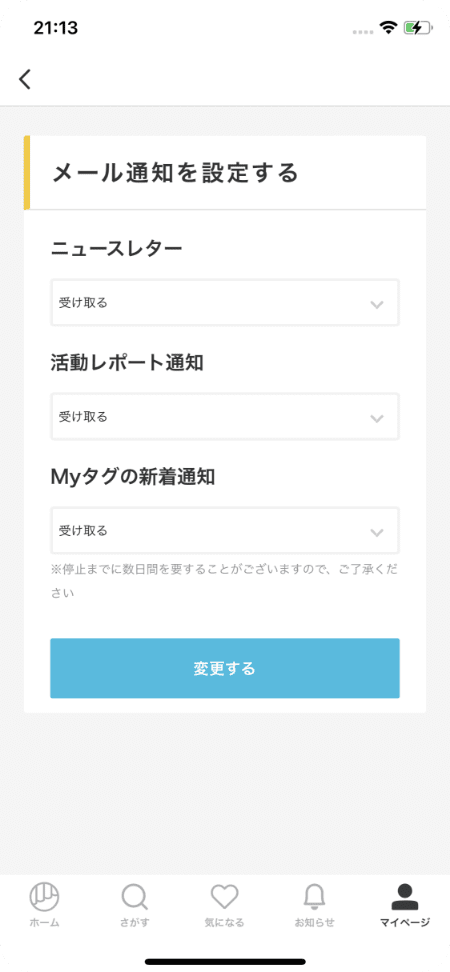 21:13
メール通知を設定する
ニュースレター
受け取る
活動レポート通知
受け取る
Myタグの新着通知
受け取る
※停止までに数日間を要することがございますので、ご了承くだ
さい
変更する
ホーム
さがす
気になる
お知らせ
マイページ